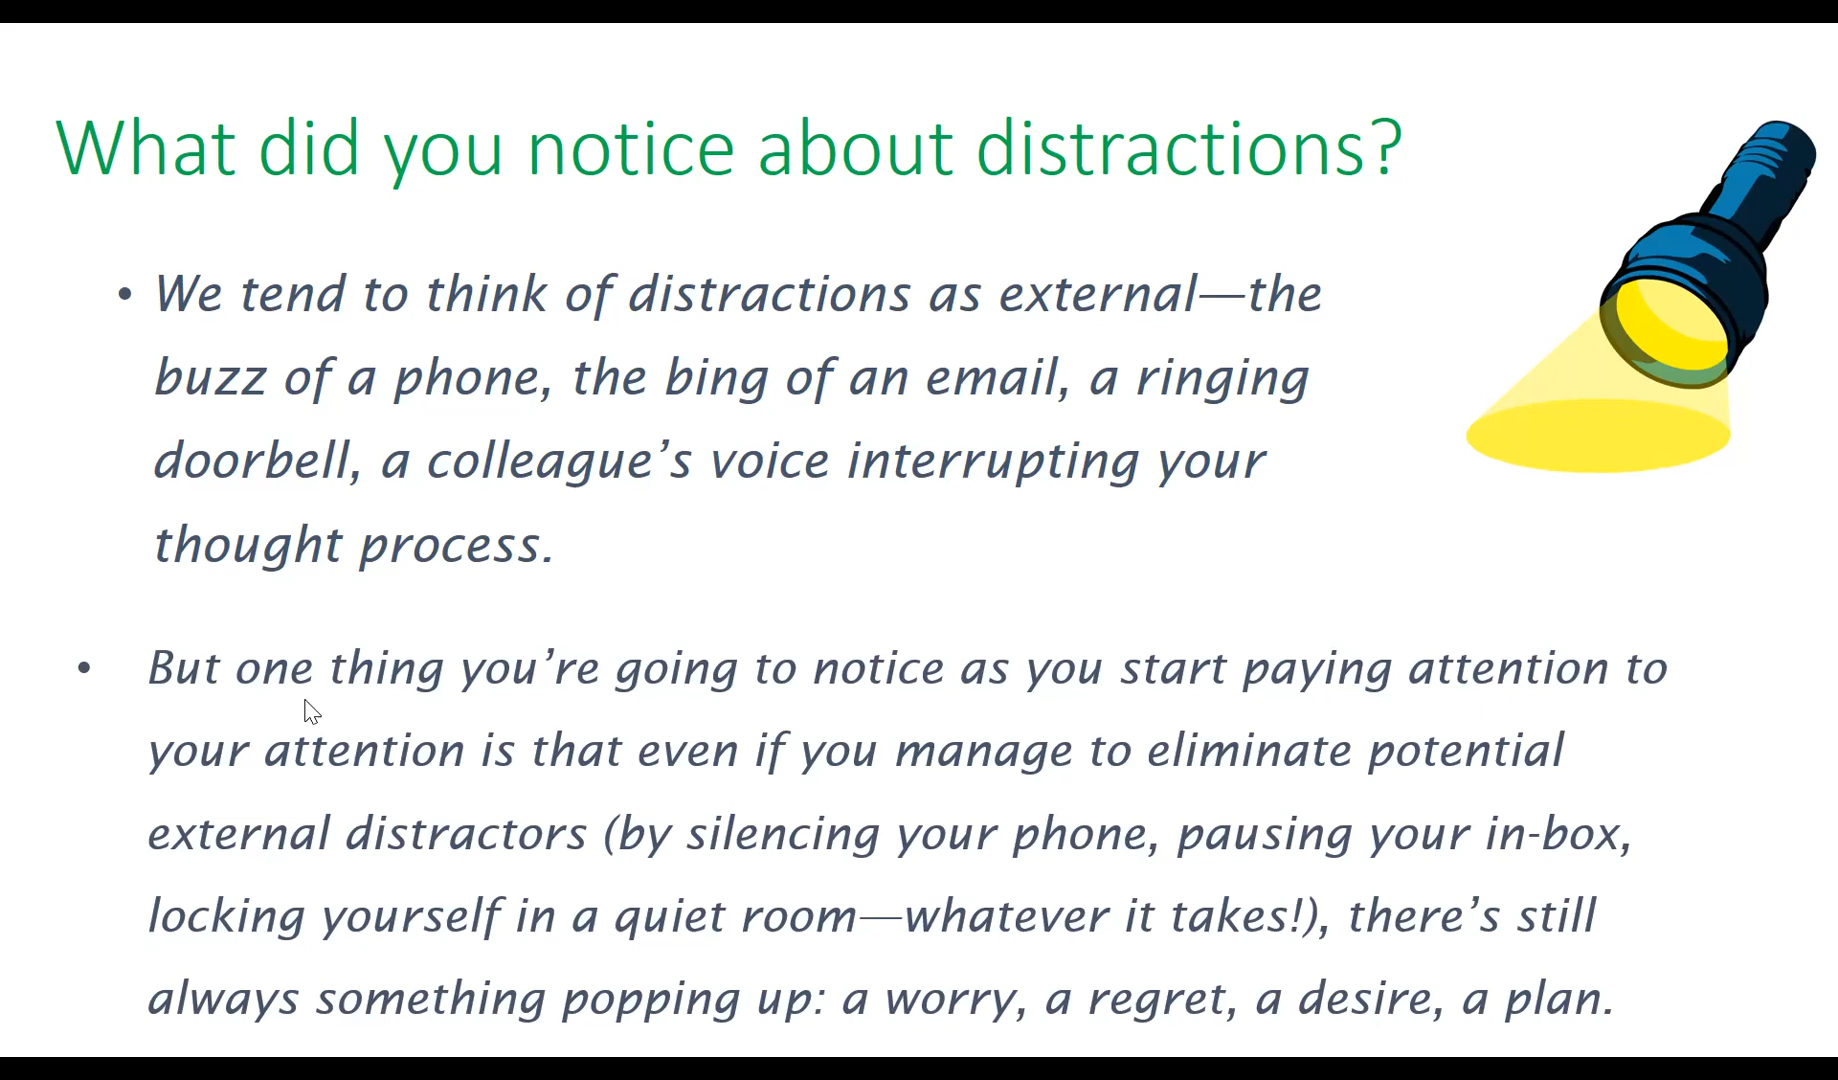 What did you notice about distractions?
• We tend to think of distractions as external—the
buzz of a phone, the bing of an email, a ringing
doorbell, a colleague’s voice interrupting your
thought process.
• But one thing you’re going to notice as you start paying attention to
your attention is that even if you manage to eliminate potential
external distractors (by silencing your phone, pausing your in-box,
locking yourself in a quiet room—whatever it takes!), there’s still
always something popping up: a worry, a regret, a desire, a plan.